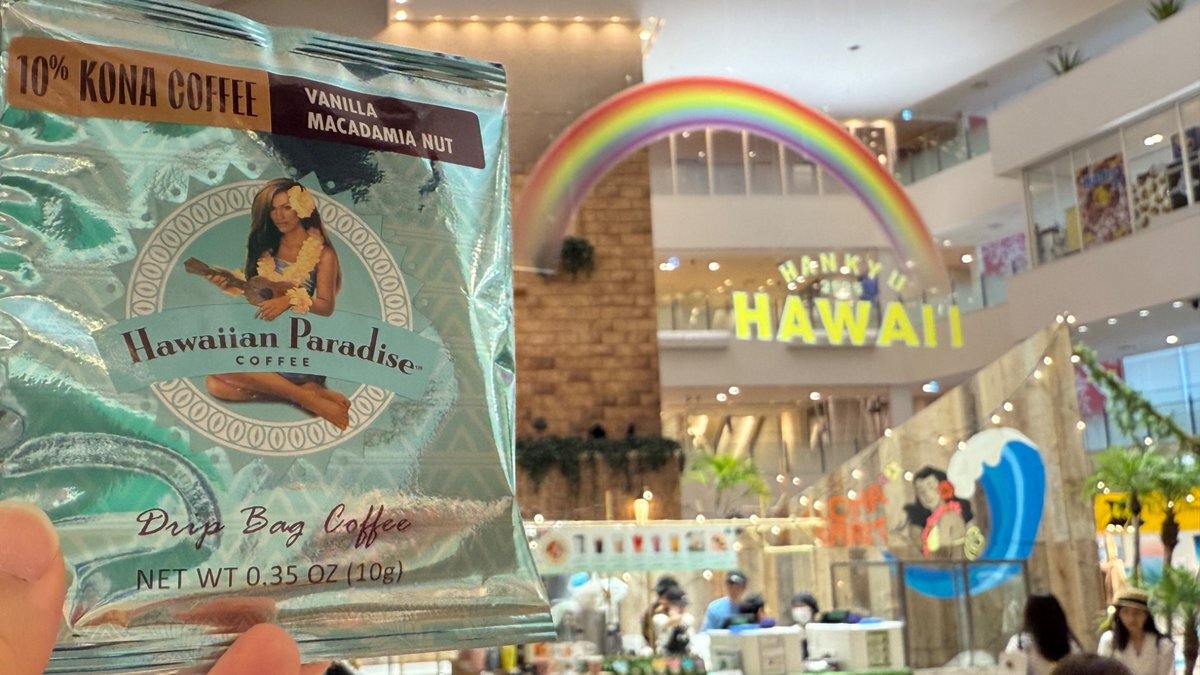 10% KONA COFFEE
VANILLA
MACADAMIA NUT
Hawaiian Paradise™
COFFEE
Drip Bag Coffee
NET WT 0.35 OZ (10g)
HANKYU
HAWAI'I